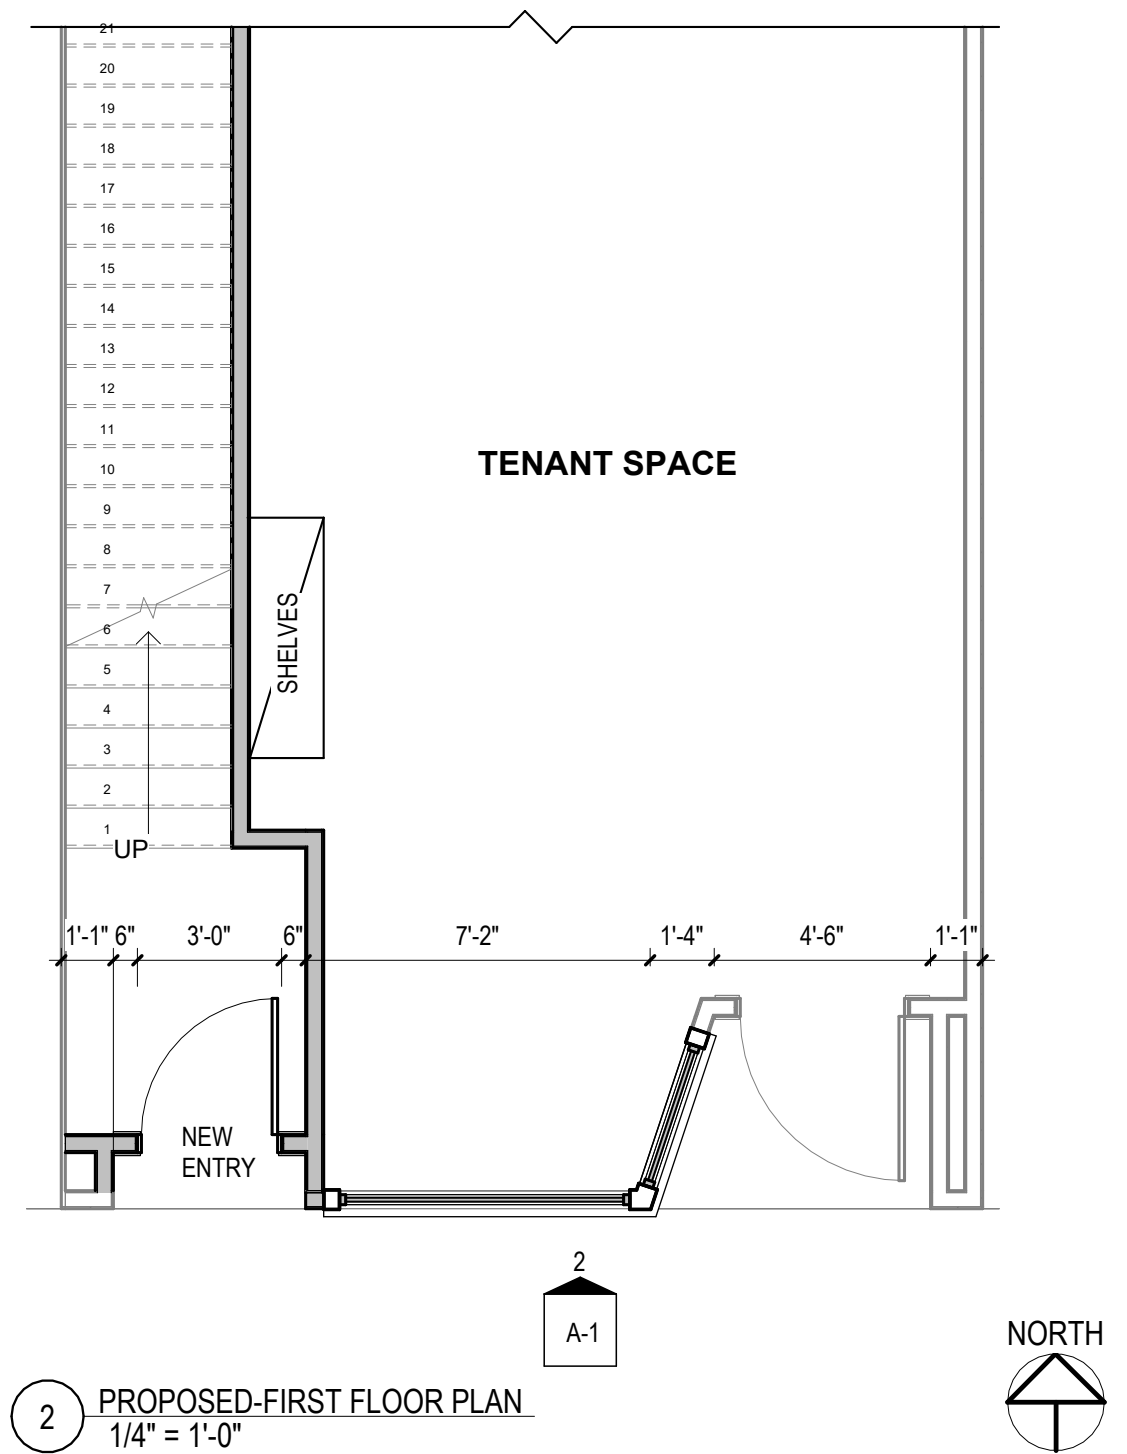 21
20
19
18
17
16
15
14
13
12
11
10
9
8
7
6
5
4
3
2
1
UP
TENANT SPACE
SHELVES
1'-1" 6" 3'-0" 6" 7'-2" 1'-4" 4'-6" 1'-1"
NEW
ENTRY
2
A-1
NORTH
2
PROPOSED-FIRST FLOOR PLAN
1/4" = 1'-0"